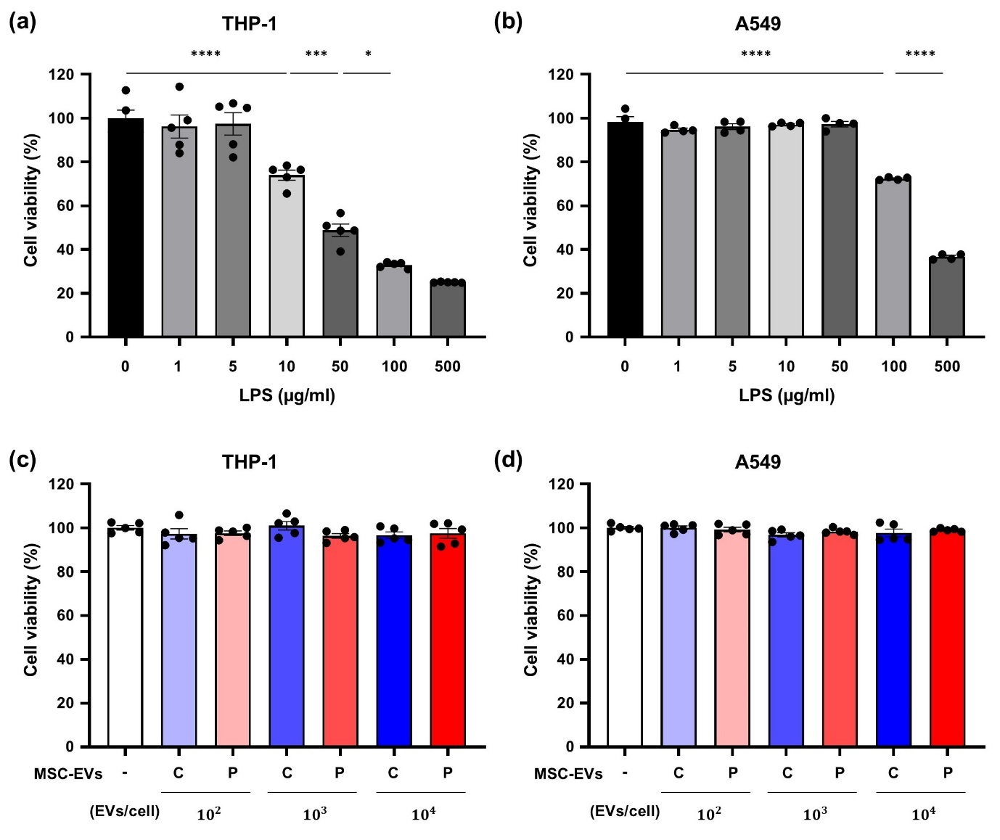 (a) THP-1
**** *** *
120
100
80
60
40
20
0
Cell viability (%)
0 1 5 10 50 100 500
LPS (µg/ml)
(b) A549
**** ****
120
100
80
60
40
20
0
Cell viability (%)
0 1 5 10 50 100 500
LPS (µg/ml)
(c) THP-1
120
100
80
60
40
20
0
Cell viability (%)
MSC-EVs - C P C P C P
(EVs/cell) 10² 10³ 10⁴
(d) A549
120
100
80
60
40
20
0
Cell viability (%)
MSC-EVs - C P C P C P
(EVs/cell) 10² 10³ 10⁴